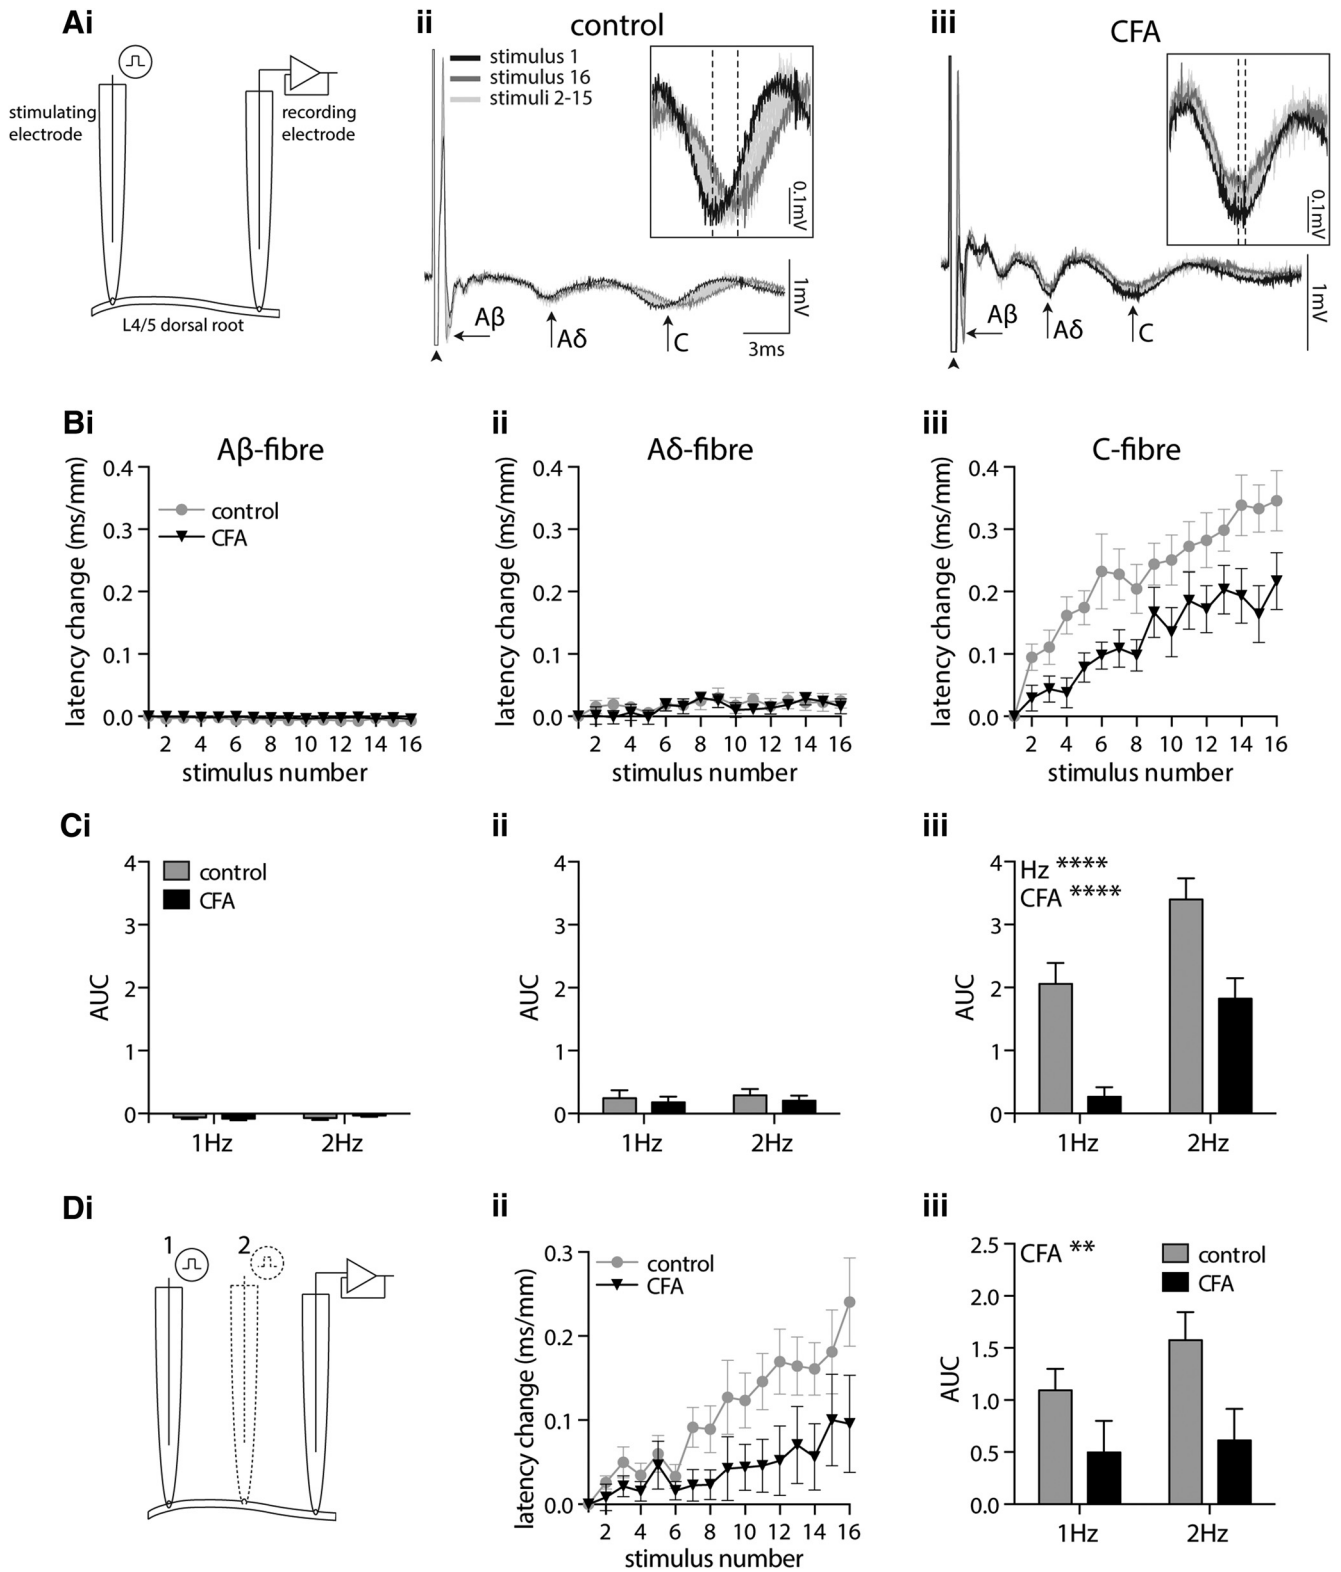 Ai
stimulating
electrode
recording
electrode
L4/5 dorsal root
ii
control
stimulus 1
stimulus 16
stimuli 2-15
0.1mV
Aβ
Aδ
C
1mV
3ms
iii
CFA
0.1mV
Aβ
Aδ
C
1mV
Bi
Aβ-fibre
latency change (ms/mm)
0.4
0.3
0.2
0.1
0.0
control
CFA
2 4 6 8 10 12 14 16
stimulus number
ii
Aδ-fibre
latency change (ms/mm)
0.4
0.3
0.2
0.1
0.0
2 4 6 8 10 12 14 16
stimulus number
iii
C-fibre
latency change (ms/mm)
0.4
0.3
0.2
0.1
0.0
2 4 6 8 10 12 14 16
stimulus number
Ci
AUC
4
3
2
1
0
control
CFA
1Hz 2Hz
ii
AUC
4
3
2
1
0
1Hz 2Hz
iii
AUC
4
3
2
1
0
Hz ****
CFA ****
1Hz 2Hz
Di
1 2
ii
latency change (ms/mm)
0.3
0.2
0.1
0.0
control
CFA
2 4 6 8 10 12 14 16
stimulus number
iii
AUC
2.5
2.0
1.5
1.0
0.5
0.0
CFA **
control
CFA
1Hz 2Hz